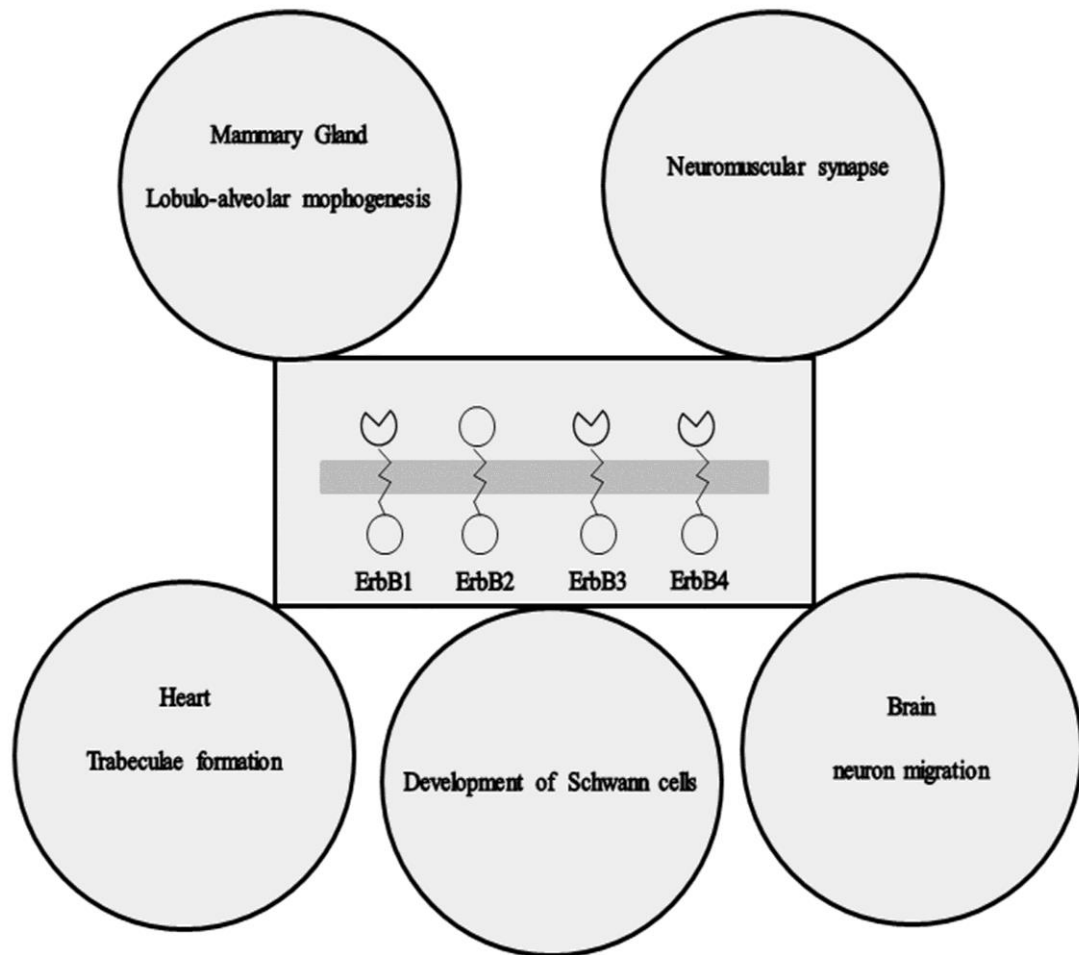 Mammary Gland
Lobulo-alveolar mophogenesis
Neuromuscular synapse
ErbB1 ErbB2 ErbB3 ErbB4
Heart
Trabeculae formation
Development of Schwann cells
Brain
neuron migration